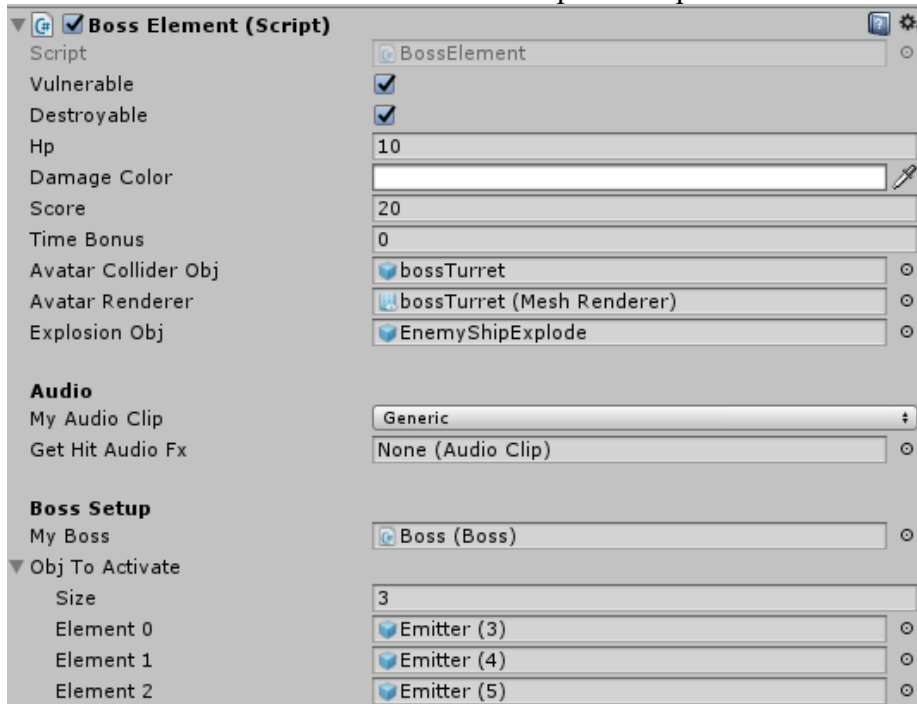 Boss Element (Script)
Script BossElement
Vulnerable
Destroyable
Hp 10
Damage Color
Score 20
Time Bonus 0
Avatar Collider Obj bossTurret
Avatar Renderer bossTurret (Mesh Renderer)
Explosion Obj EnemyShipExplode
Audio
My Audio Clip Generic
Get Hit Audio Fx None (Audio Clip)
Boss Setup
My Boss Boss (Boss)
Obj To Activate
Size 3
Element 0 Emitter (3)
Element 1 Emitter (4)
Element 2 Emitter (5)